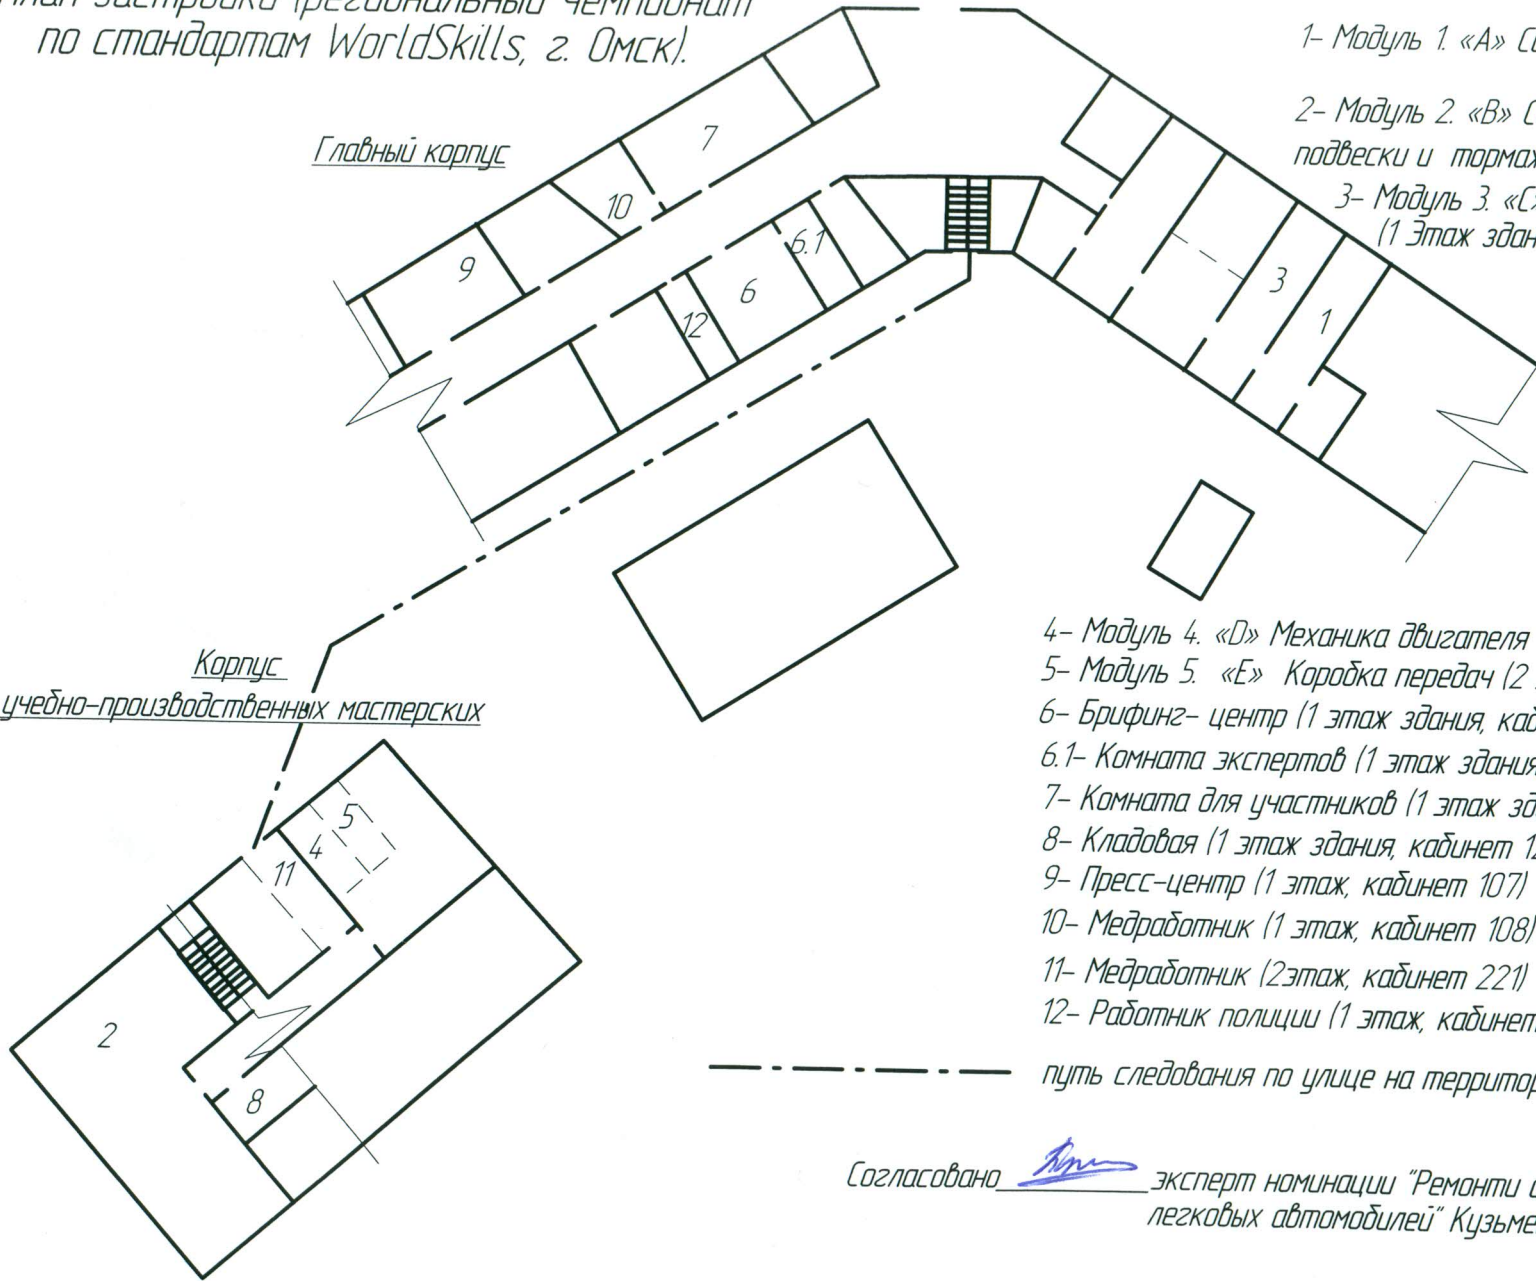 План застройки (региональный чемпионат
по стандартам WorldSkills, г. Омск).
1- Модуль 1. «А»
2- Модуль 2. «В»
подвески и
3- Модуль 3. «С»
(1 Этаж
Главный корпус
7
10
9
6.1
6
12
3
1
4- Модуль 4. «D» Механика двигателя
5- Модуль 5. «Е» Коробка передач (2
6- Брифинг- центр (1 этаж здания,
6.1- Комната экспертов (1 этаж здания
7- Комната для участников (1 этаж
8- Кладовая (1 этаж здания, кабинет
9- Пресс-центр (1 этаж, кабинет 107)
10- Медработник (1 этаж, кабинет 108)
11- Медработник (2этаж, кабинет 221)
12- Работник полиции (1 этаж, кабинет
путь следования по улице на
Корпус
учебно-производственных мастерских
5
4
11
2
8
Согласовано эксперт номинации "Ремонти
легковых автомобилей"